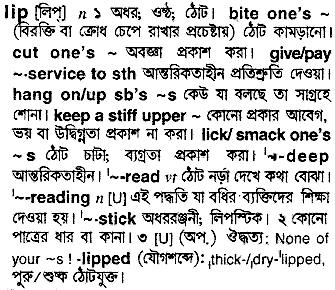 lip [লিপ্] n ১ অধর; ওষ্ঠ; ঠোঁট। bite one's ~
(বিরক্তি বা ক্রোধ চেপে রাখার প্রচেষ্টায়) ঠোঁট কামড়ানো।
cut one's ~ অবজ্ঞা প্রকাশ করা। give/pay
~-service to sth আন্তরিকতাহীন প্রতিশ্রুতি দেওয়া।
hang on/up sb's ~s কেউ যা বলছে তা সাগ্রহে
শোনা। keep a stiff upper ~ কোনো প্রকার আবেগ,
ভয় বা উদ্বিগ্নতা প্রকাশ না করা। lick/ smack one's
~s ঠোঁট চাটা; ব্যগ্রতা প্রকাশ করা। ˈ~-deep
আন্তরিকতাহীন। ˈ~-read vt ঠোঁট নড়া দেখে কথা বোঝা।
ˈ~-reading n [U] এই পদ্ধতি যা বধির ব্যক্তিদের শিক্ষা
দেওয়া হয়। ˈ~-stick অধররঞ্জনী; লিপস্টিক। ২ কোনো
পাত্রের ধার বা কানা। ৩ [U] (অপ.) ঔদ্ধত্য: None of
your ~s ! -lipped (যৌগশব্দে): ˌthick-/ˌdry-ˈlipped,
পুরু/শুষ্ক ঠোঁটযুক্ত।